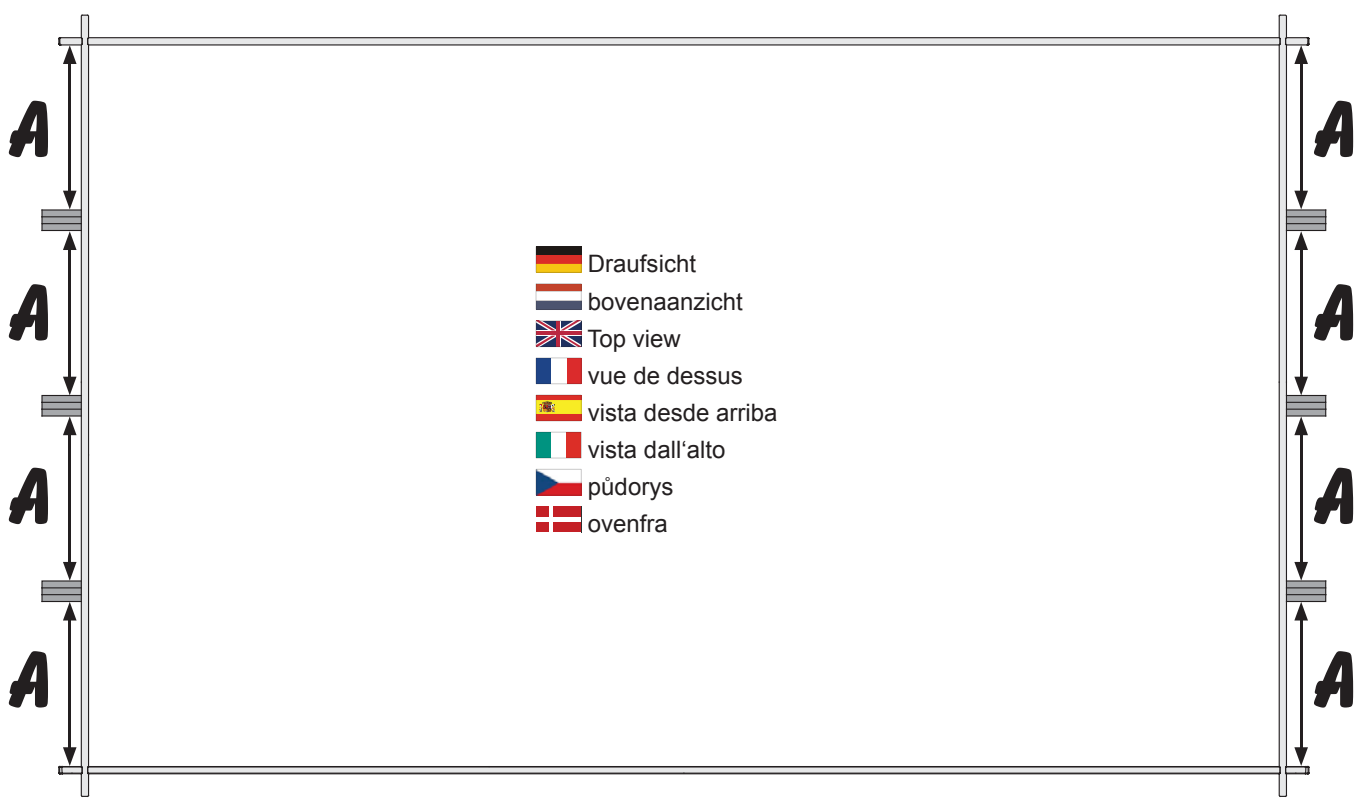 A A
A A
Draufsicht
bovenaanzicht
Top view
vue de dessus
vista desde arriba
vista dall‘alto
půdorys
ovenfra
A A
A A